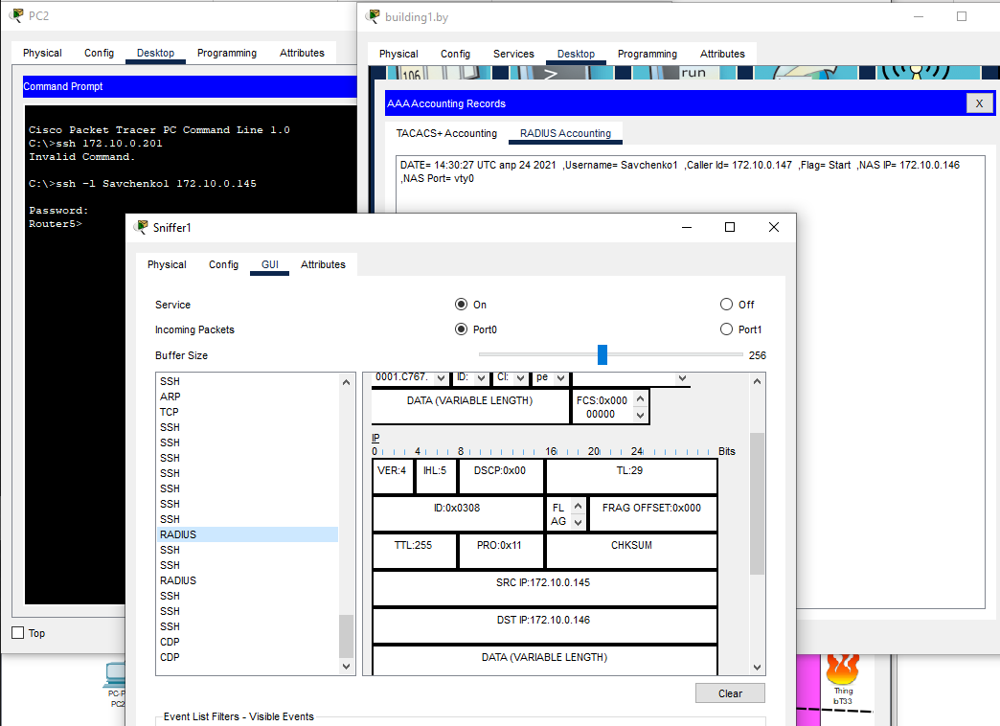 PC2
Physical Config Desktop Programming Attributes
Command Prompt
Cisco Packet Tracer PC Command Line 1.0
C:\>ssh 172.10.0.201
Invalid Command.
C:\>ssh -l Savchenko1 172.10.0.145
Password:
Router5>
Top
PC2
building1.by
Physical Config Services Desktop Programming Attributes
106
>
run
AAA Accounting Records
X
TACACS+ Accounting RADIUS Accounting
DATE= 14:30:27 UTC апр 24 2021 ,Username= Savchenko1 ,Caller Id= 172.10.0.147 ,Flag= Start ,NAS IP= 172.10.0.146
,NAS Port= vty0
Sniffer1
Physical Config GUI Attributes
Service On Off
Incoming Packets Port0 Port1
Buffer Size 256
SSH
ARP
TCP
SSH
SSH
SSH
SSH
SSH
SSH
SSH
RADIUS
SSH
SSH
RADIUS
SSH
SSH
SSH
CDP
CDP
0001.C767. ID: CI: pe
DATA (VARIABLE LENGTH) FCS:0x000
00000
IP
0 4 8 16 20 24 Bits
VER:4 IHL:5 DSCP:0x00 TL:29
ID:0x0308 FL
AG FRAG OFFSET:0x000
TTL:255 PRO:0x11 CHKSUM
SRC IP:172.10.0.145
DST IP:172.10.0.146
DATA (VARIABLE LENGTH)
Clear
Event List Filters - Visible Events
Thing
IoT33